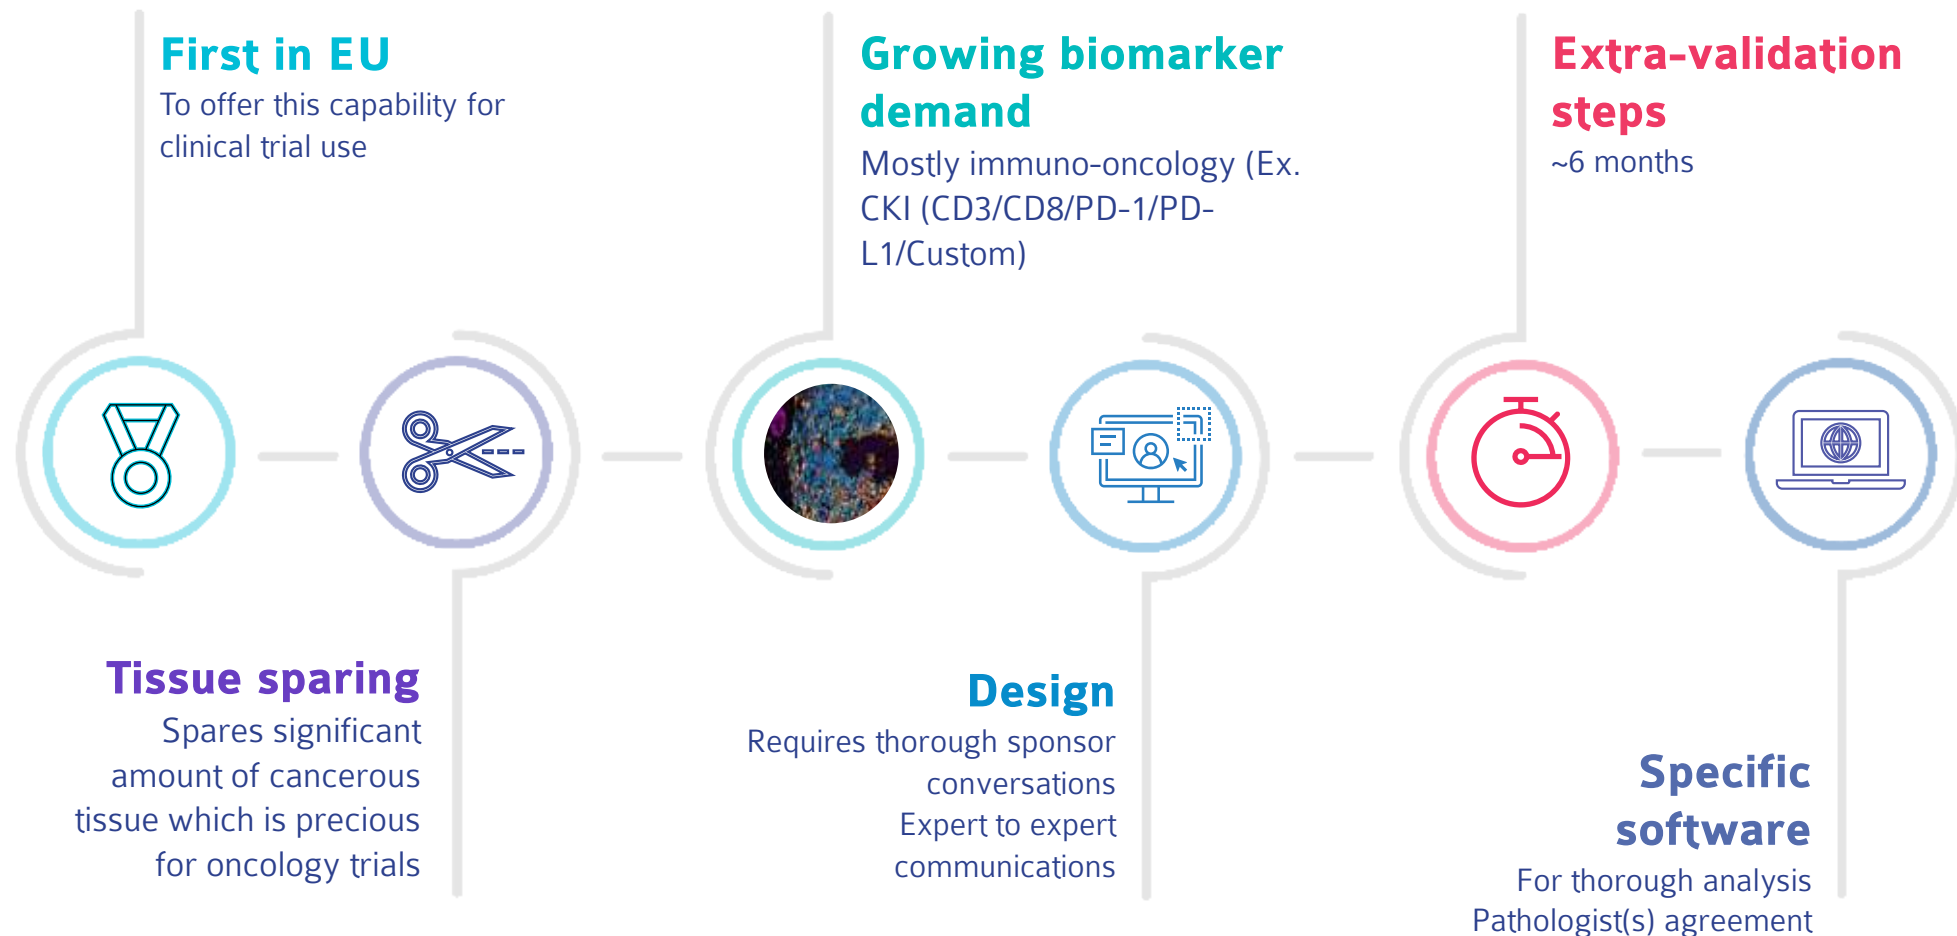 First in EU
To offer this capability for
clinical trial use
Growing biomarker
demand
Mostly immuno-oncology (Ex.
CKI (CD3/CD8/PD-1/PD-
L1/Custom)
Extra-validation
steps
~6 months
Tissue sparing
Spares significant
amount of cancerous
tissue which is precious
for oncology trials
Design
Requires thorough sponsor
conversations
Expert to expert
communications
Specific
software
For thorough analysis
Pathologist(s) agreement